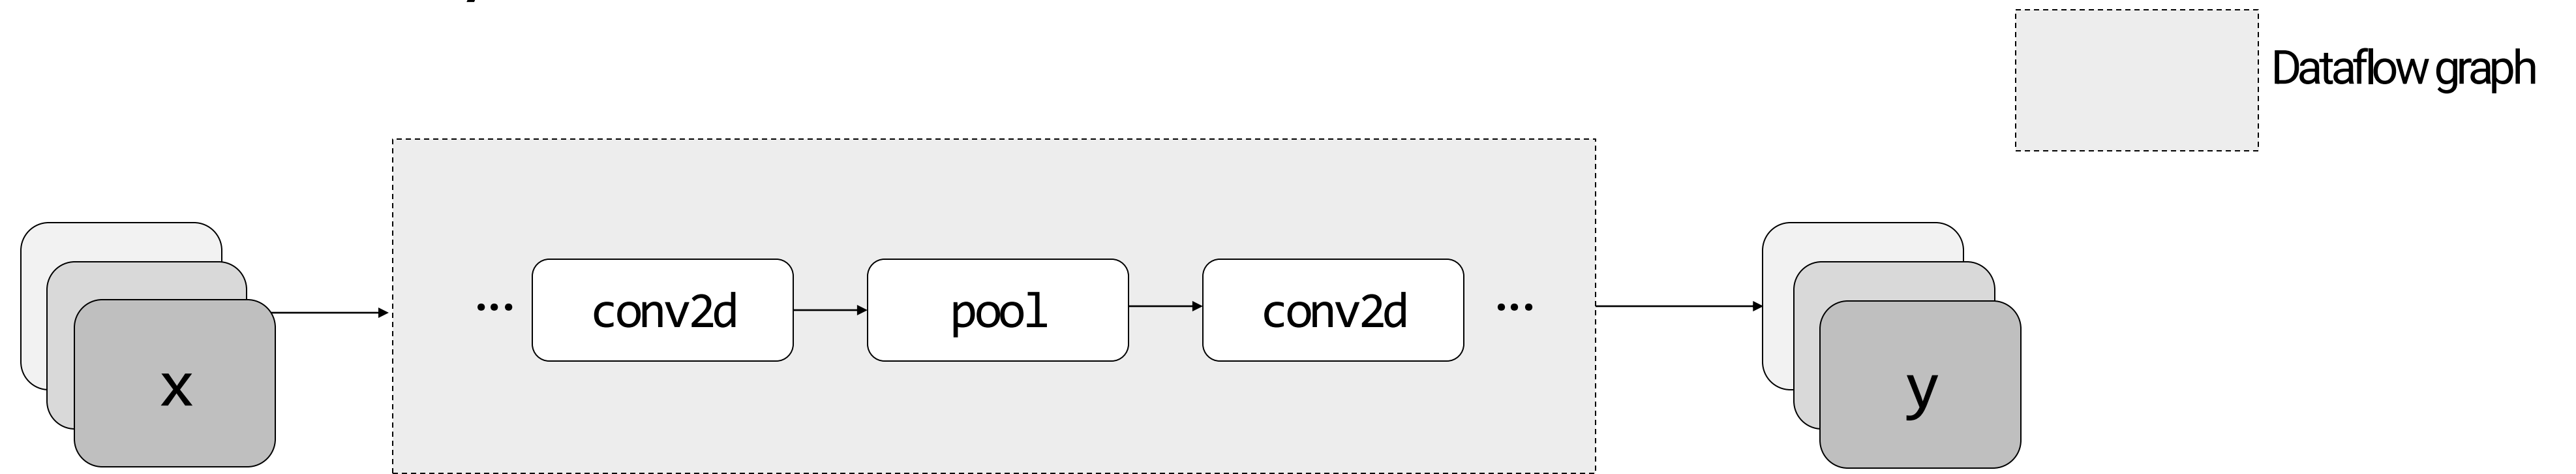 Dataflow graph
... conv2d pool conv2d ...
x
y